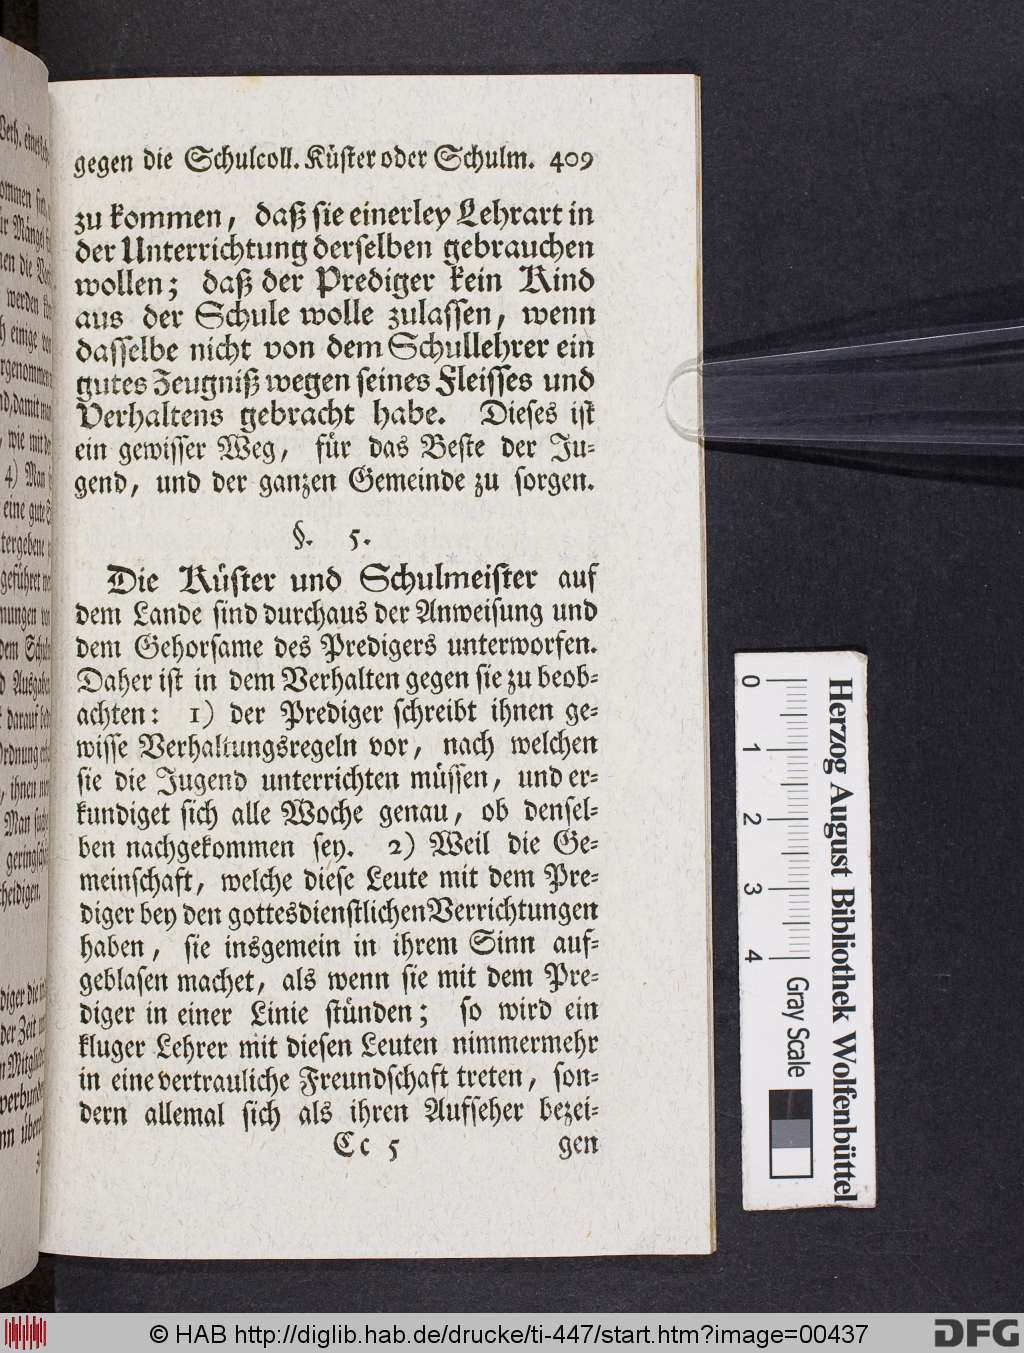 gegen die Schulcoll. Küster oder Schulm. 409
zu kommen, daß sie einerley Lehrart in
der Unterrichtung derselben gebrauchen
wollen; daß der Prediger kein Kind
aus der Schule wolle zulassen, wenn
dasselbe nicht von dem Schullehrer ein
gutes Zeugniß wegen seines Fleisses und
Verhaltens gebracht habe. Dieses ist
ein gewisser Weg, für das Beste der Ju-
gend, und der ganzen Gemeinde zu sorgen.
§. 5.
Die Küster und Schulmeister auf
dem Lande sind durchaus der Anweisung und
dem Gehorsame des Predigers unterworfen.
Daher ist in dem Verhalten gegen sie zu beob-
achten: 1) der Prediger schreibt ihnen ge-
wisse Verhaltungsregeln vor, nach welchen
sie die Jugend unterrichten müssen, und er-
kundiget sich alle Woche genau, ob densel-
ben nachgekommen sey. 2) Weil die Ge-
meinschaft, welche diese Leute mit dem Pre-
diger bey den gottesdienstlichen Verrichtungen
haben, sie insgemein in ihrem Sinn auf-
geblasen machet, als wenn sie mit dem Pre-
diger in einer Linie stünden; so wird ein
kluger Lehrer mit diesen Leuten nimmermehr
in eine vertrauliche Freundschaft treten, son-
dern allemal sich als ihren Aufseher bezei-
Cc 5 gen
0 1 2 3 4
Herzog August Bibliothek Wolfenbüttel
Gray Scale
© HAB http://diglib.hab.de/drucke/ti-447/start.htm?image=00437
DFG